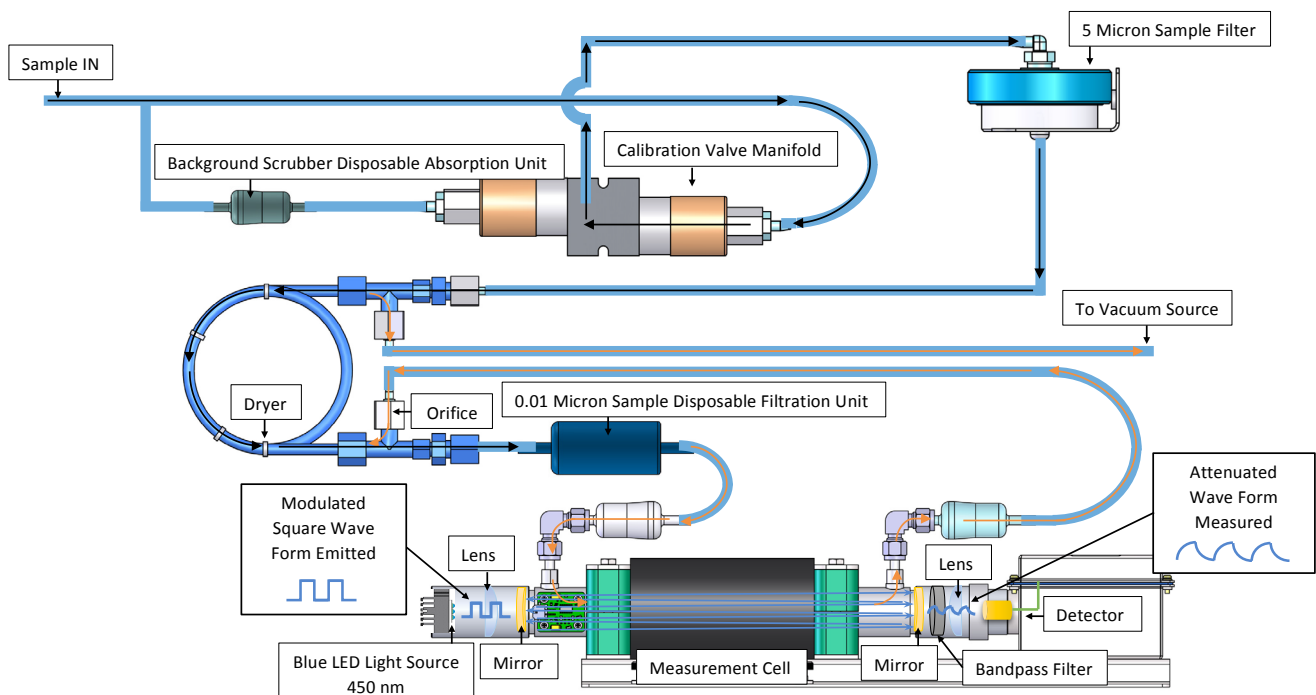 5 Micron Sample Filter
Sample IN
Background Scrubber Disposable Absorption Unit
Calibration Valve Manifold
To Vacuum Source
Dryer
Orifice
0.01 Micron Sample Disposable Filtration Unit
Modulated
Square Wave
Form Emitted
Attenuated
Wave Form
Measured
Lens
Lens
Detector
Blue LED Light Source
450 nm
Mirror
Measurement Cell
Mirror
Bandpass Filter